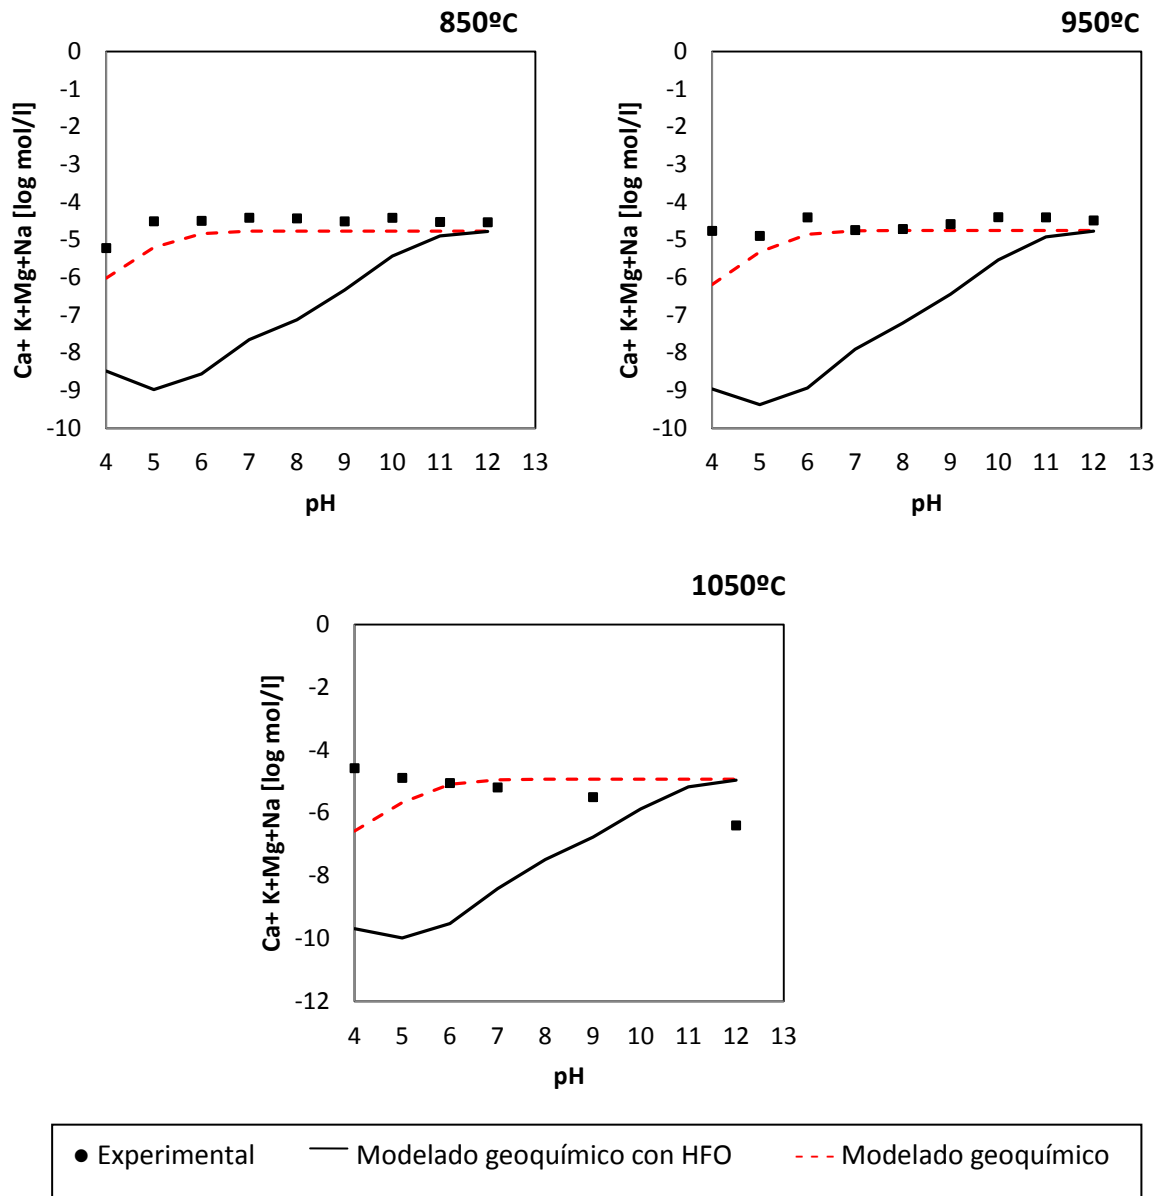 850ºC
0
-1
-2
-3
-4
-5
-6
-7
-8
-9
-10
Ca+ K+Mg+Na [log mol/l]
4 5 6 7 8 9 10 11 12 13
pH
950ºC
0
-1
-2
-3
-4
-5
-6
-7
-8
-9
-10
Ca+ K+Mg+Na [log mol/l]
4 5 6 7 8 9 10 11 12 13
pH
1050ºC
0
-2
-4
-6
-8
-10
-12
Ca+ K+Mg+Na [log mol/l]
4 5 6 7 8 9 10 11 12 13
pH
Experimental Modelado geoquímico con HFO Modelado geoquímico